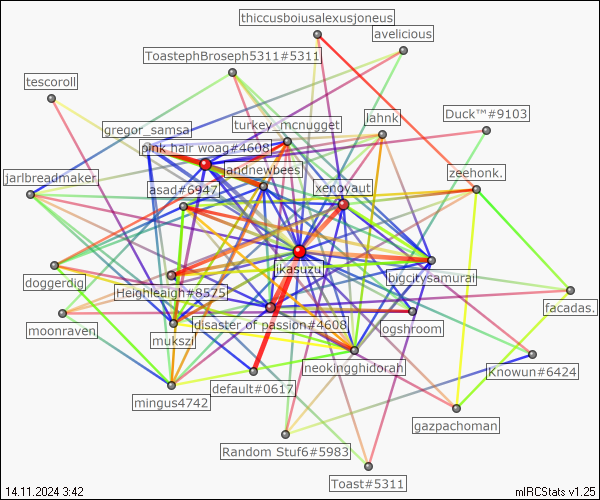 thiccusboiusalexusjoneus
avelicious
ToastephBroseph5311#5311
tescoroll
Duck™#9103
lahnk
turkey_mcnugget
gregor_samsa
pink hair woag#4608
jandnewbees
zeehonk.
jarlbreadmaker
asad#6947
xenoyaut
jkasuzu
bigcitysamurai
doggerdig
Heighleaigh#8575
facadas.
moonraven
mukszi
disaster of passion#4608
ogshroom
neokingghidorah
Knowun#6424
mingus4742
default#0617
gazpachoman
Random Stuf6#5983
Toast#5311
14.11.2024 3:42
mIRCStats v1.25